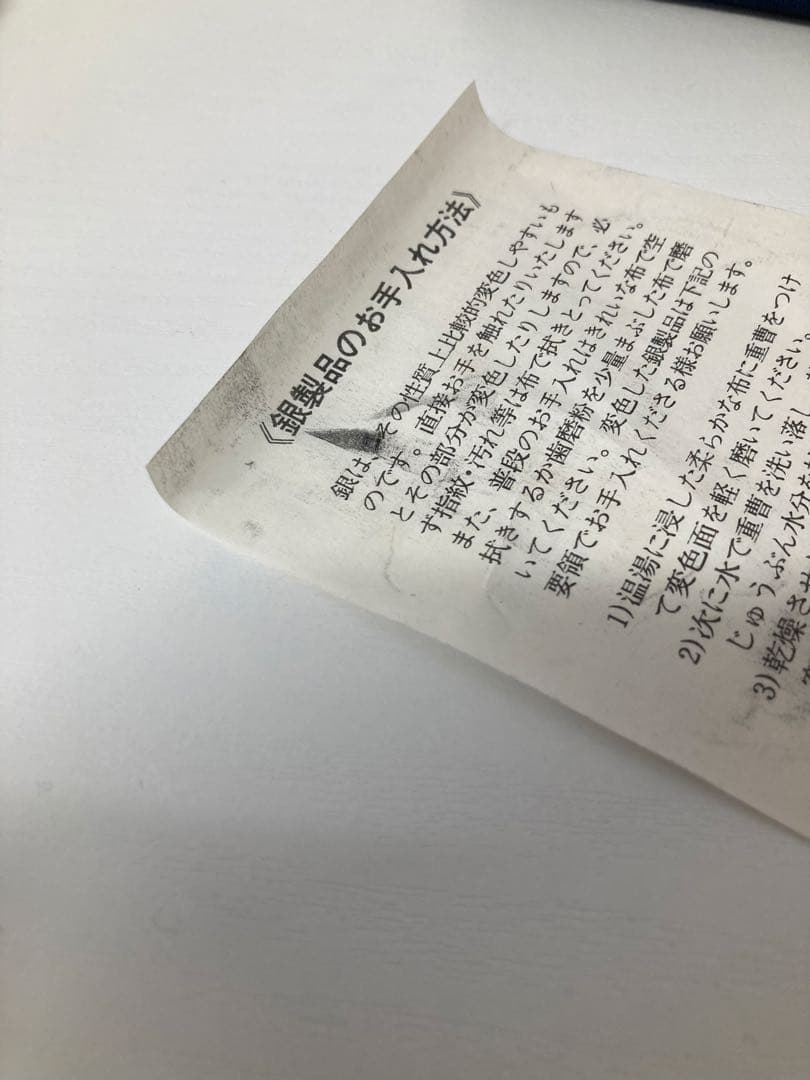 《銀製品のお手入れ方法》
銀は、その性質上比較的変色しやすいも
のです。直接お手を触れたりいたします
とその部分が変色したりしますので、必
ず指紋・汚れ等は布で拭きとってください。
また、普段のお手入れはきれいな布で空
拭きするか歯磨粉を少量まぶした布で磨
いてください。変色した銀製品は下記の
要領でお手入れくださる様お願いします。
1)温湯に浸した柔らかな布に重曹をつけ
て変色面を軽く磨いてください。
2)次に水で重曹を洗い落し
じゅうぶん水分を
3)乾燥させ